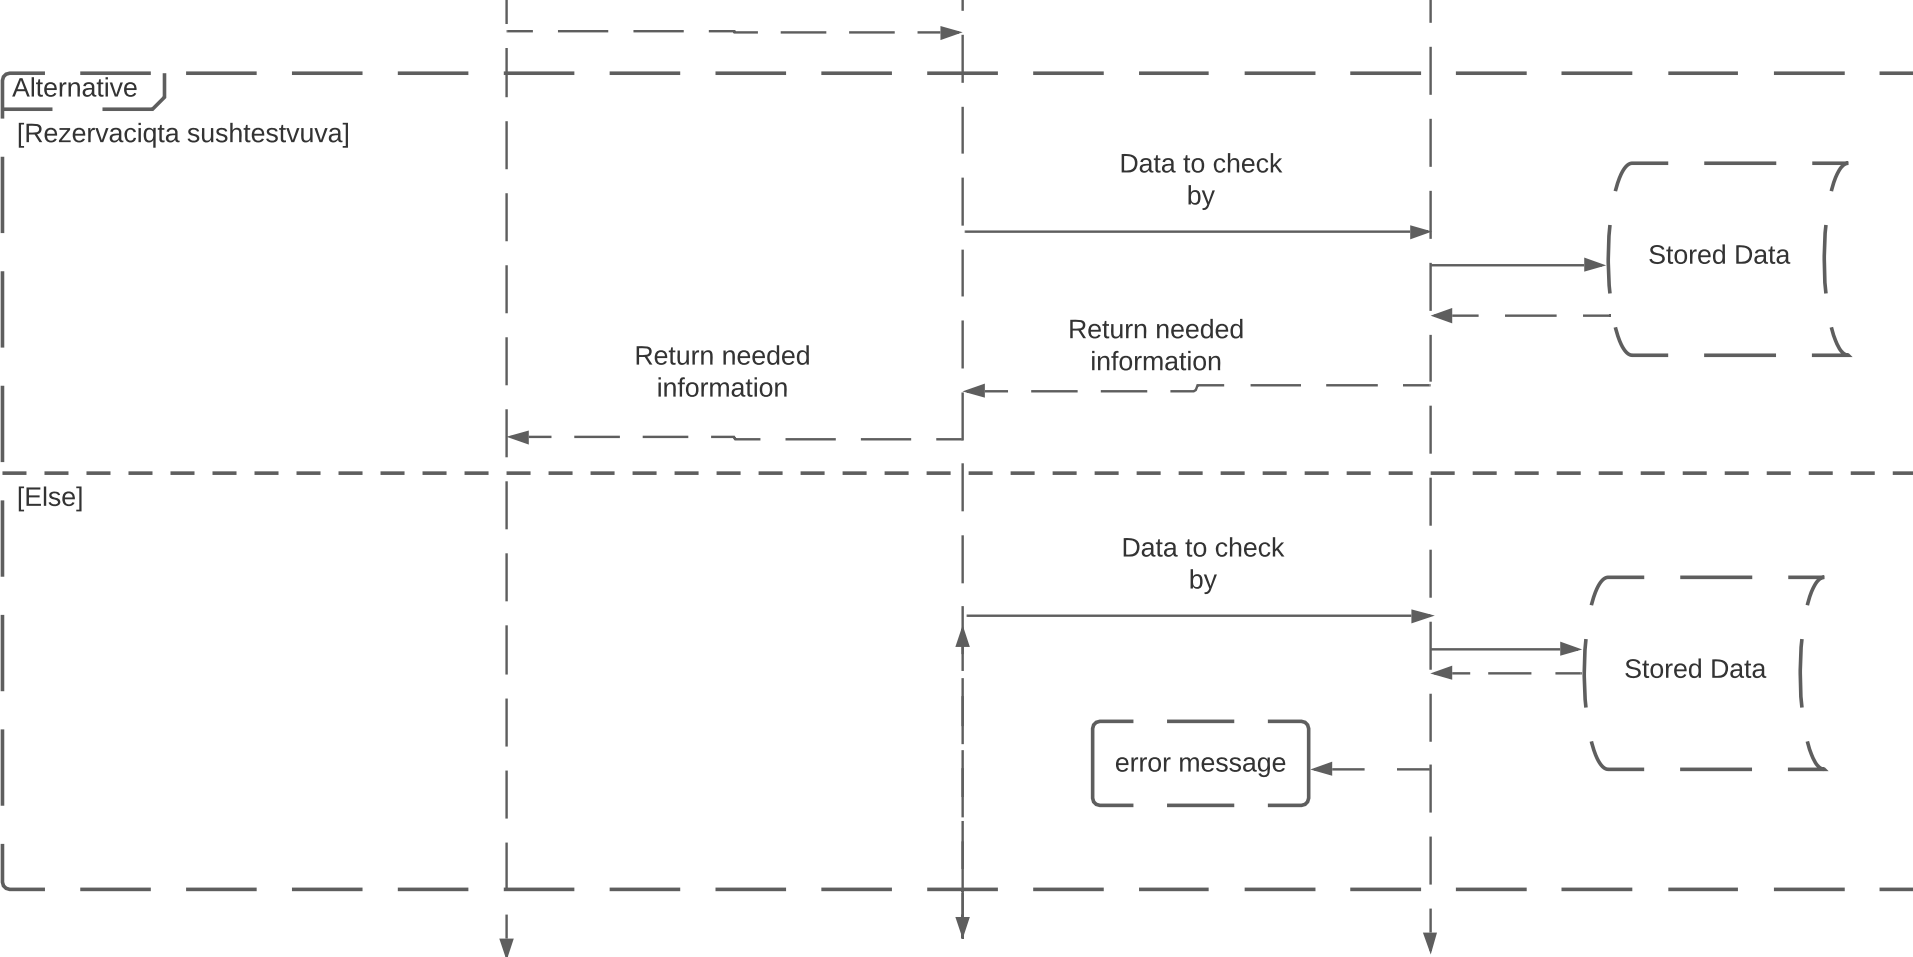 Alternative
[Rezervaciqta sushtestvuva]
Data to check
by
Stored Data
Return needed
information
Return needed
information
[Else]
Data to check
by
Stored Data
error message